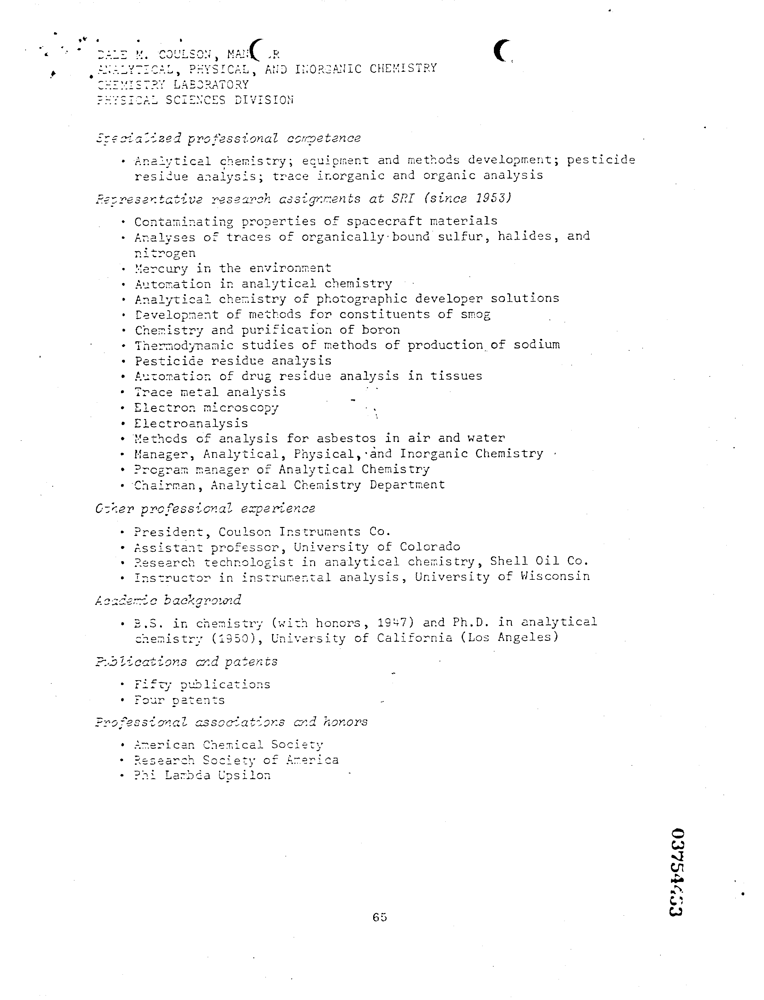 DALE M. COULSON,
ANALYTICAL, PHYSICAL, AND INORGANIC CHEMISTRY
CHEMISTRY LABORATORY
PHYSICAL SCIENCES DIVISION
Specialized professional competence
• Analytical chemistry; equipment and methods development; pesticide
residue analysis; trace inorganic and organic analysis
Representative research assignments at SRI (since 1953)
• Contaminating properties of spacecraft materials
• Analyses of traces of organically-bound sulfur, halides, and
nitrogen
• Mercury in the environment
• Automation in analytical chemistry
• Analytical chemistry of photographic developer solutions
• Development of methods for constituents of smog
• Chemistry and purification of boron
• Thermodynamic studies of methods of production of sodium
• Pesticide residue analysis
• Automation of drug residue analysis in tissues
• Trace metal analysis
• Electron microscopy
• Electroanalysis
• Methods of analysis for asbestos in air and water
• Manager, Analytical, Physical, and Inorganic Chemistry
• Program manager of Analytical Chemistry
• Chairman, Analytical Chemistry Department
Other professional experience
• President, Coulson Instruments Co.
• Assistant professor, University of Colorado
• Research technologist in analytical chemistry, Shell Oil Co.
• Instructor in instrumental analysis, University of Wisconsin
Academic background
• B.S. in chemistry (with honors, 1947) and Ph.D. in analytical
chemistry (1950), University of California (Los Angeles)
Publications and patents
• Fifty publications
• Four patents
Professional associations and honors
• American Chemical Society
• Research Society of America
• Phi Lambda Upsilon
65